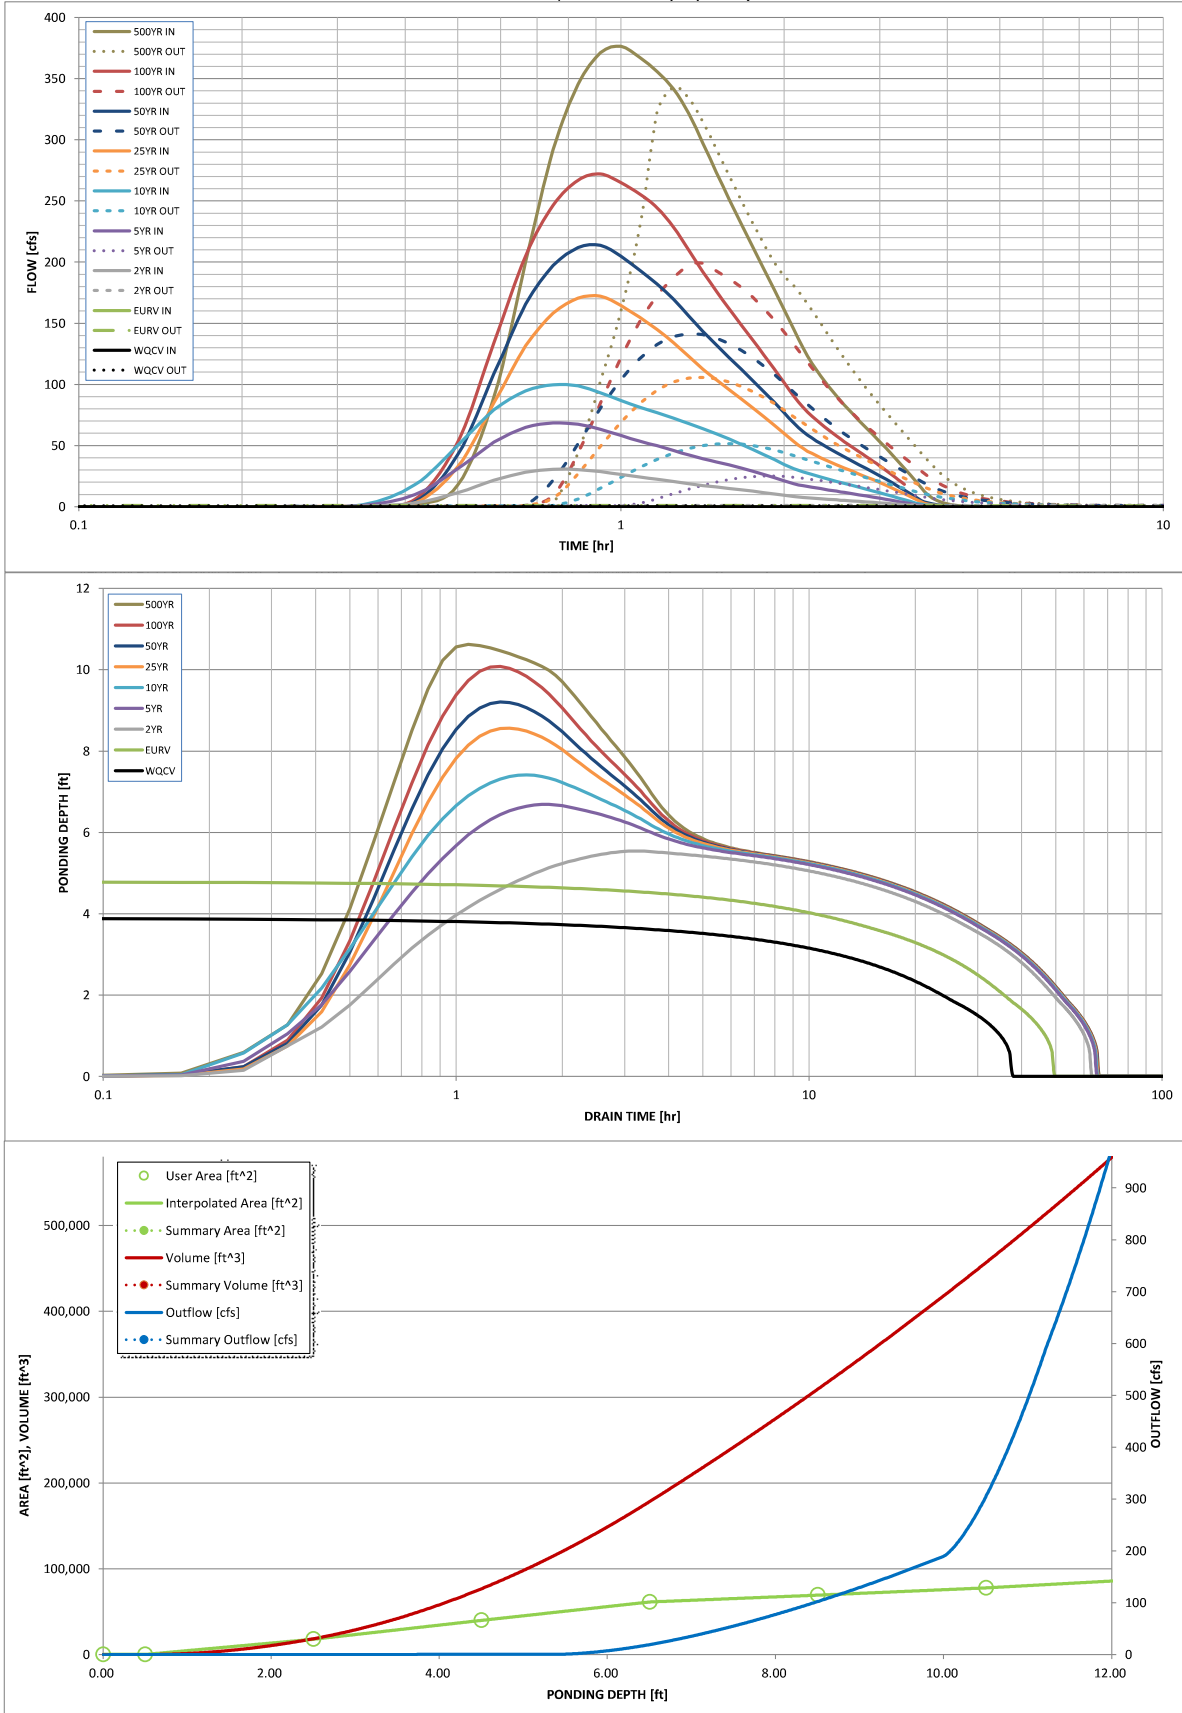 400
350
300
250
200
150
100
50
0
FLOW [cfs]
500YR IN
500YR OUT
100YR IN
100YR OUT
50YR IN
50YR OUT
25YR IN
25YR OUT
10YR IN
10YR OUT
5YR IN
5YR OUT
2YR IN
2YR OUT
EURV IN
EURV OUT
WQCV IN
WQCV OUT
0.1
1
10
TIME [hr]
12
10
8
6
4
2
0
PONDING DEPTH [ft]
500YR
100YR
50YR
25YR
10YR
5YR
2YR
EURV
WQCV
0.1
1
10
100
DRAIN TIME [hr]
500,000
400,000
300,000
200,000
100,000
0
AREA [ft^2], VOLUME [ft^3]
User Area [ft^2]
Interpolated Area [ft^2]
Summary Area [ft^2]
Volume [ft^3]
Summary Volume [ft^3]
Outflow [cfs]
Summary Outflow [cfs]
900
800
700
600
500
400
300
200
100
0
OUTFLOW [cfs]
0.00
2.00
4.00
6.00
8.00
10.00
12.00
PONDING DEPTH [ft]